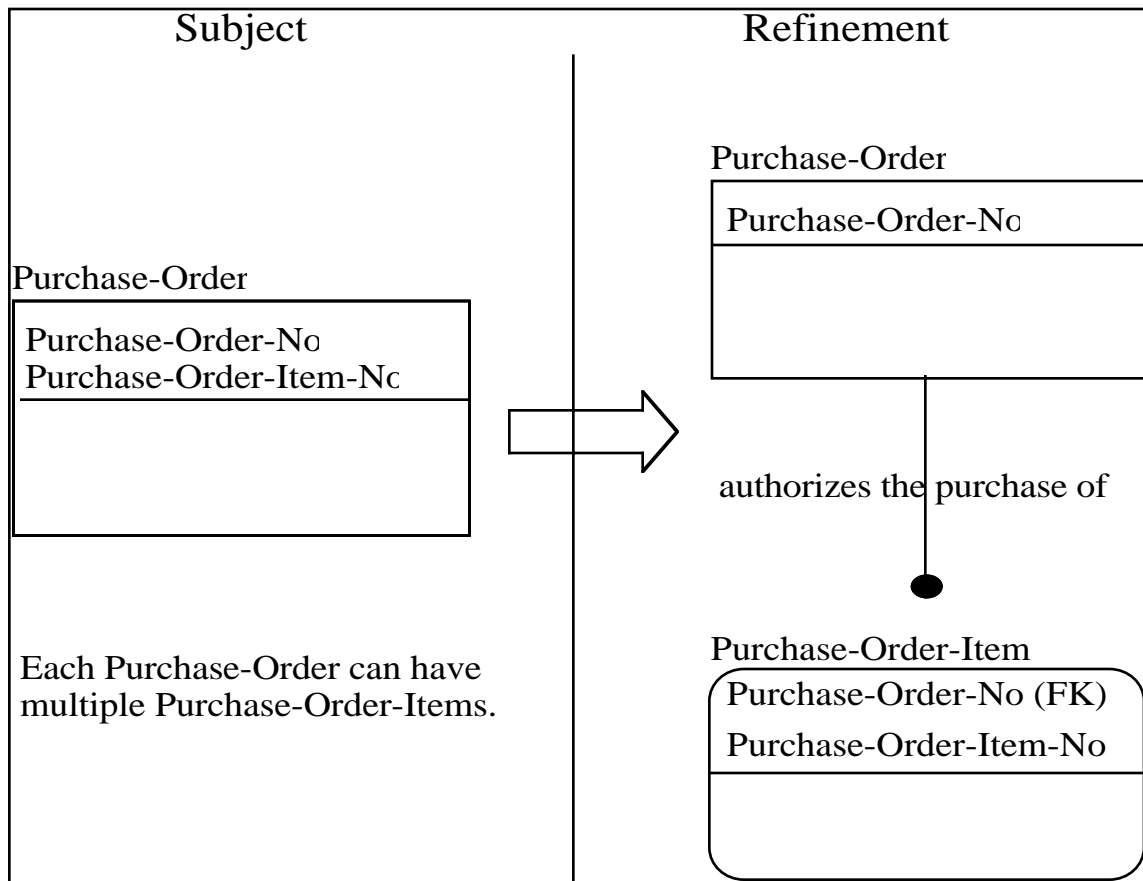 Subject
Purchase-Order
Purchase-Order-No
Purchase-Order-Item-No
Each Purchase-Order can have
multiple Purchase-Order-Items.
Refinement
Purchase-Order
Purchase-Order-No
authorizes the purchase of
Purchase-Order-Item
Purchase-Order-No (FK)
Purchase-Order-Item-No